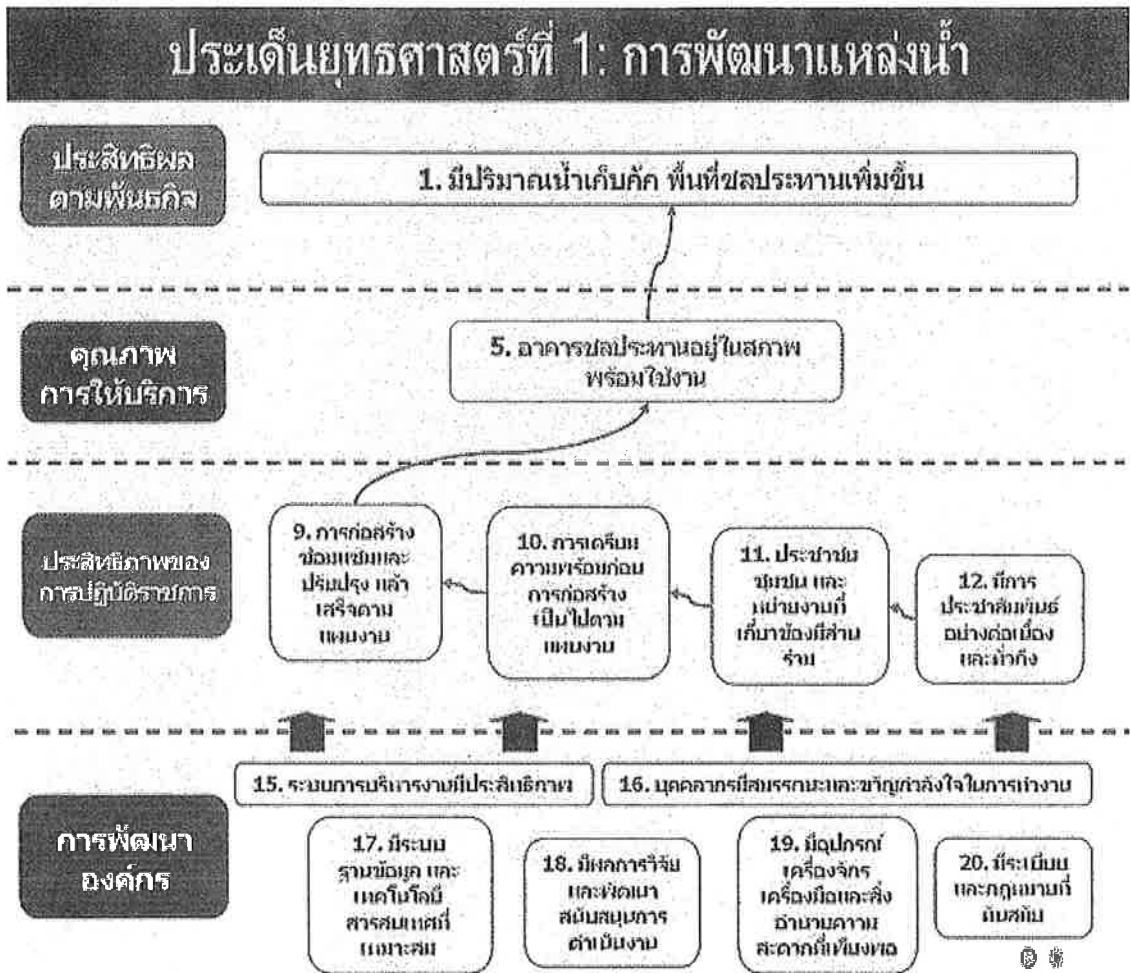 ประเด็นยุทธศาสตร์ที่ 1: การพัฒนาแหล่งน้ำ
ประสิทธิผล
ตามพันธกิจ
1. มีปริมาณน้ำเก็บกัก พื้นที่ชลประทานเพิ่มขึ้น
คุณภาพ
การให้บริการ
5. อาคารชลประทานอยู่ในสภาพ
พร้อมใช้งาน
ประสิทธิภาพของ
การปฏิบัติราชการ
9. การก่อสร้าง
ซ่อมแซมและ
ปรับปรุง แล้ว
เสร็จตาม
แผนงาน
10. การเตรียม
ความพร้อมก่อน
การก่อสร้าง
เป็นไปตาม
แผนงาน
11. ประชาชน
ชุมชน และ
หน่วยงานที่
เกี่ยวข้องมีส่วน
ร่วม
12. มีการ
ประชาสัมพันธ์
อย่างต่อเนื่อง
และทั่วถึง
15. ระบบการบริหารงานมีประสิทธิภาพ
16. บุคคลากรมีสมรรถนะและขวัญกำลังใจในการทำงาน
การพัฒนา
องค์กร
17. มีระบบ
ฐานข้อมูล และ
เทคโนโลยี
สารสนเทศที่
เหมาะสม
18. มีผลการวิจัย
และพัฒนา
สนับสนุนการ
ดำเนินงาน
19. มีอุปกรณ์
เครื่องจักร
เครื่องมือและสิ่ง
อำนวยความ
สะดวกที่เพียงพอ
20. มีระเบียบ
และกฎหมายที่
ทันสมัย